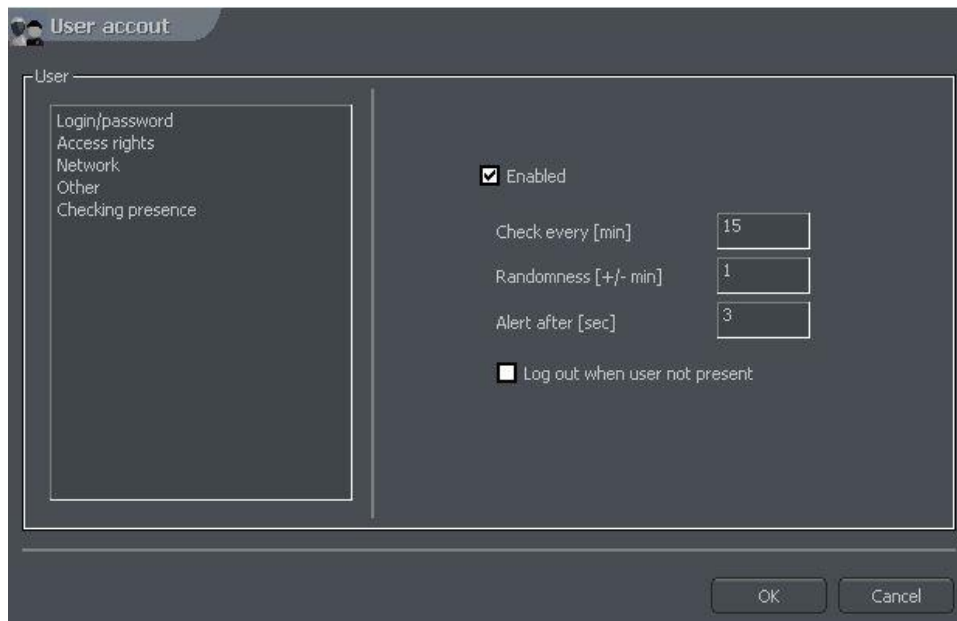 User accout
User
Login/password
Access rights
Network
Other
Checking presence
Enabled
Check every [min]
15
Randomness [+/- min]
1
Alert after [sec]
3
Log out when user not present
OK
Cancel